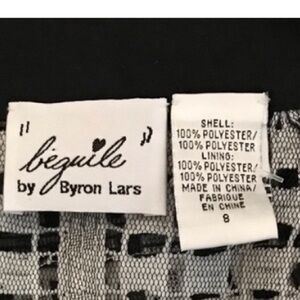 "béguile"
by Byron Lars
SHELL:
100% POLYESTER/
100% POLYESTER
LINING:
100% POLYESTER/
100% POLYESTER
MADE IN CHINA/
FABRIQUE
EN CHINE
8